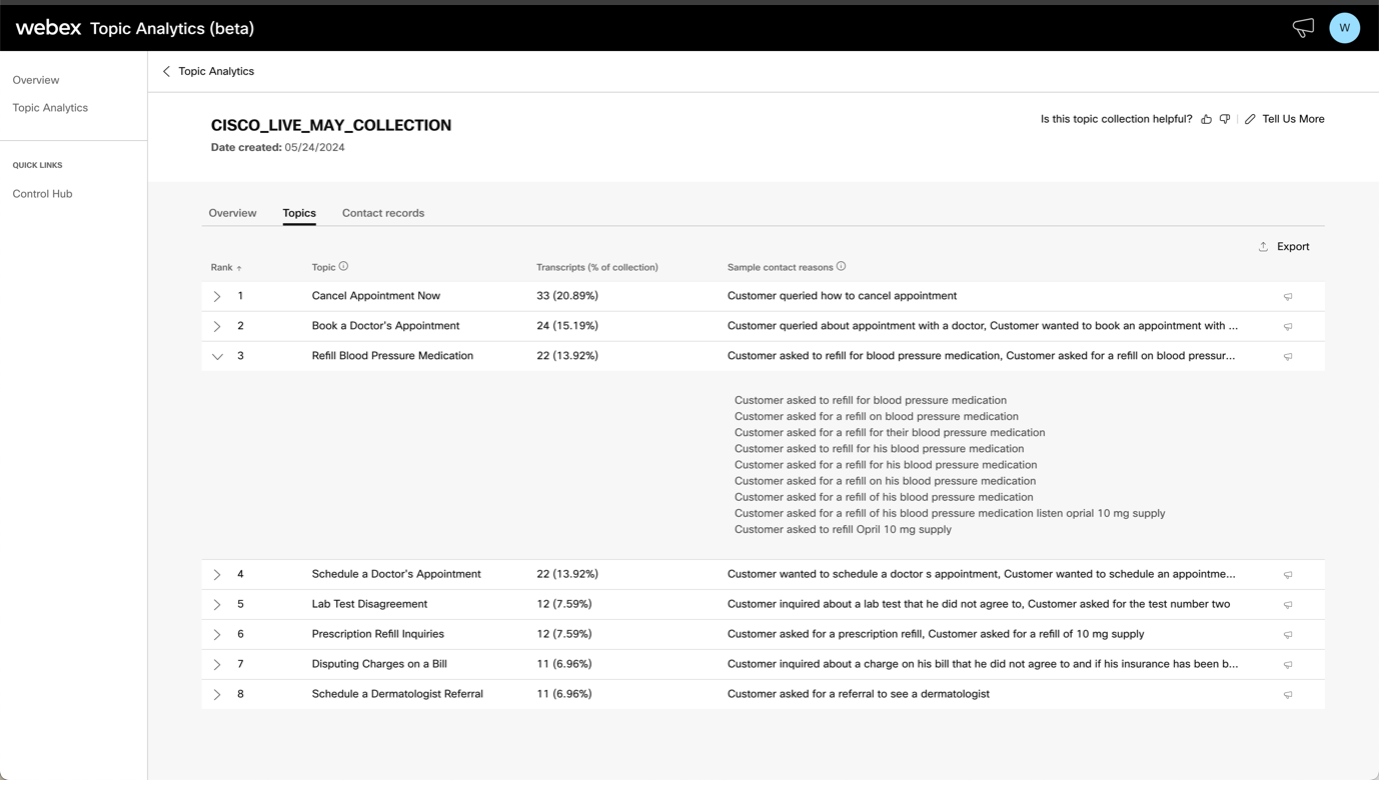 webex Topic Analytics (beta)
W
Overview
Topic Analytics
QUICK LINKS
Control Hub
Topic Analytics
CISCO_LIVE_MAY_COLLECTION
Date created: 05/24/2024
Is this topic collection helpful? Tell Us More
Overview Topics Contact records
Export
Rank Topic Transcripts (% of collection) Sample contact reasons
1 Cancel Appointment Now 33 (20.89%) Customer queried how to cancel appointment
2 Book a Doctor's Appointment 24 (15.19%) Customer queried about appointment with a doctor, Customer wanted to book an appointment with ...
3 Refill Blood Pressure Medication 22 (13.92%) Customer asked to refill for blood pressure medication, Customer asked for a refill on blood pressur...
Customer asked to refill for blood pressure medication
Customer asked for a refill on blood pressure medication
Customer asked for a refill for their blood pressure medication
Customer asked to refill for his blood pressure medication
Customer asked for a refill for his blood pressure medication
Customer asked for a refill on his blood pressure medication
Customer asked for a refill of his blood pressure medication
Customer asked for a refill of his blood pressure medication listen oprial 10 mg supply
Customer asked to refill Opril 10 mg supply
4 Schedule a Doctor's Appointment 22 (13.92%) Customer wanted to schedule a doctor s appointment, Customer wanted to schedule an appointme...
5 Lab Test Disagreement 12 (7.59%) Customer inquired about a lab test that he did not agree to, Customer asked for the test number two
6 Prescription Refill Inquiries 12 (7.59%) Customer asked for a prescription refill, Customer asked for a refill of 10 mg supply
7 Disputing Charges on a Bill 11 (6.96%) Customer inquired about a charge on his bill that he did not agree to and if his insurance has been b...
8 Schedule a Dermatologist Referral 11 (6.96%) Customer asked for a referral to see a dermatologist